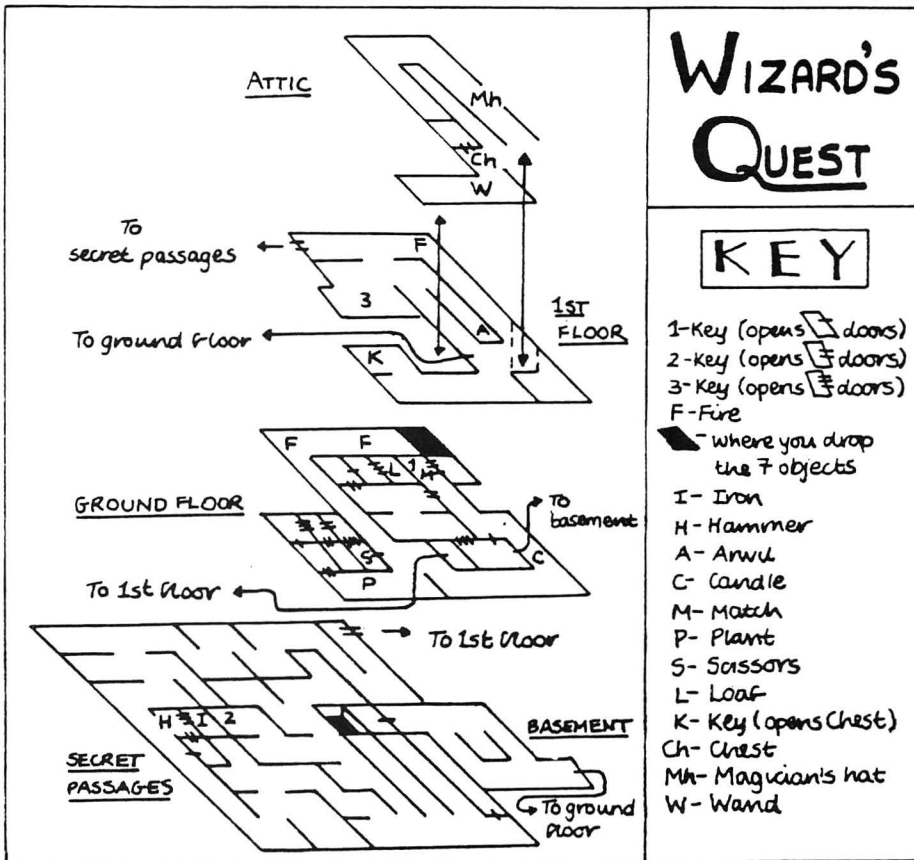 ATTIC
Mh
Ch
W
To
secret passages
F
3
A
1ST
FLOOR
To ground floor
K
F F
L 1 M
GROUND FLOOR
To
basement
S
C
P
To 1st floor
To 1st floor
H I 2
BASEMENT
SECRET
PASSAGES
To ground
floor
WIZARD'S
QUEST
KEY
1-Key (opens doors)
2-Key (opens doors)
3-Key (opens doors)
F-Fire
- where you drop
the 7 objects
I- Iron
H- Hammer
A- Anvil
C- Candle
M- Match
P- Plant
S- Scissors
L- Loaf
K- Key (opens Chest)
Ch- Chest
Mh- Magician's hat
W- Wand